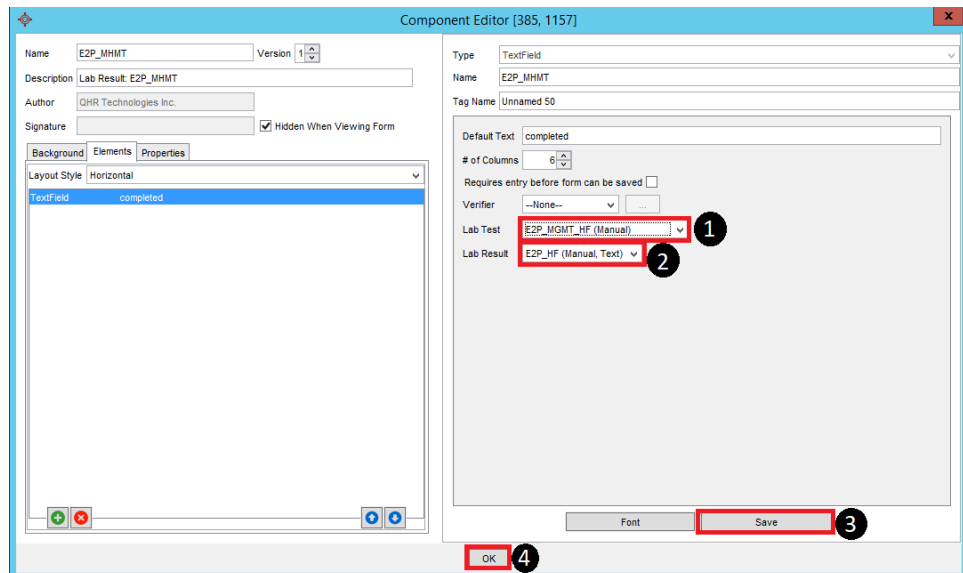 Component Editor [385, 1157]
x
Name E2P_MHMT Version 1
Description Lab Result: E2P_MHMT
Author QHR Technologies Inc.
Signature Hidden When Viewing Form
Background Elements Properties
Layout Style Horizontal
TextField completed
Type TextField
Name E2P_MHMT
Tag Name Unnamed 50
Default Text completed
# of Columns 6
Requires entry before form can be saved
Verifier --None-- ...
Lab Test E2P_MGMT_HF (Manual) 1
Lab Result E2P_HF (Manual, Text) 2
Font Save 3
OK 4